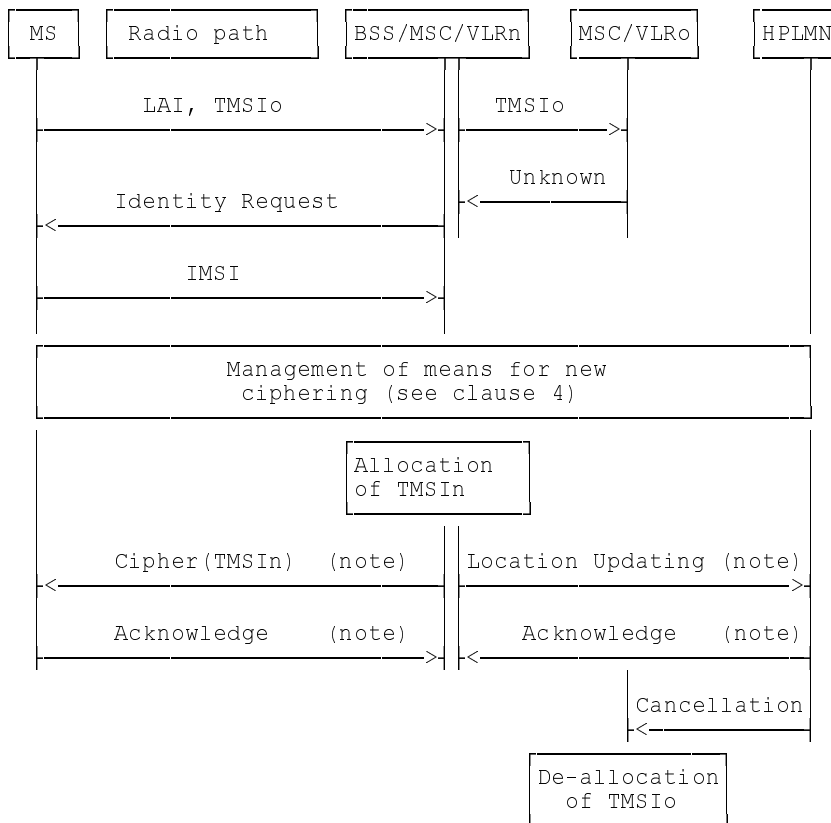 MS
Radio path
BSS/MSC/VLRn
MSC/VLRo
HPLMN
LAI, TMSIo
TMSIo
Unknown
Identity Request
IMSI
Management of means for new
ciphering (see clause 4)
Allocation
of TMSIn
Cipher(TMSIn) (note)
Location Updating (note)
Acknowledge (note)
Acknowledge (note)
Cancellation
De-allocation
of TMSIo